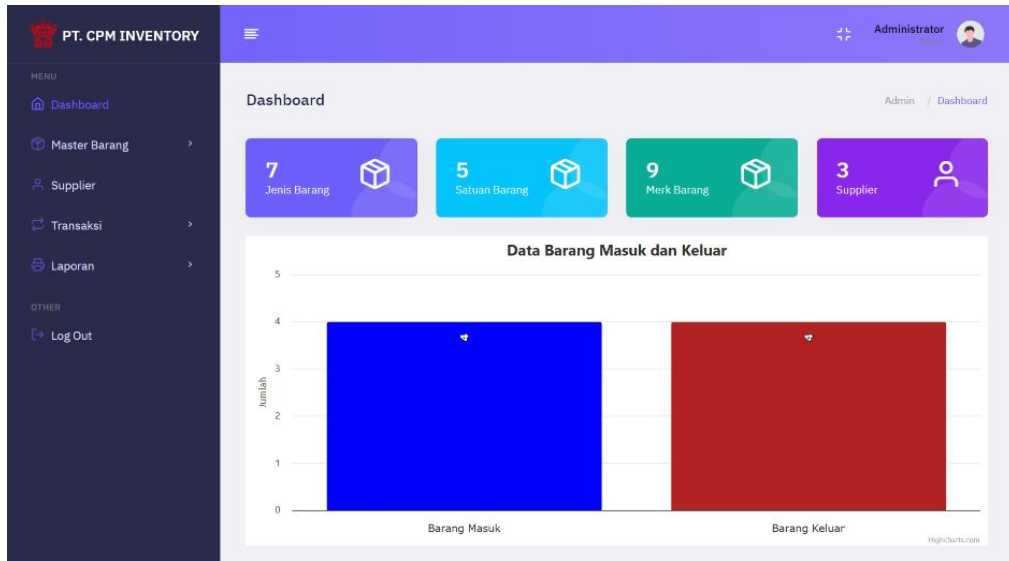 PT. CPM INVENTORY
Administrator
MENU
Dashboard
Master Barang
Supplier
Transaksi
Laporan
OTHER
Log Out
Dashboard
Admin / Dashboard
7
Jenis Barang
5
Satuan Barang
9
Merk Barang
3
Supplier
Data Barang Masuk dan Keluar
Jumlah
5
4
3
2
1
0
4
4
Barang Masuk
Barang Keluar
Highcharts.com